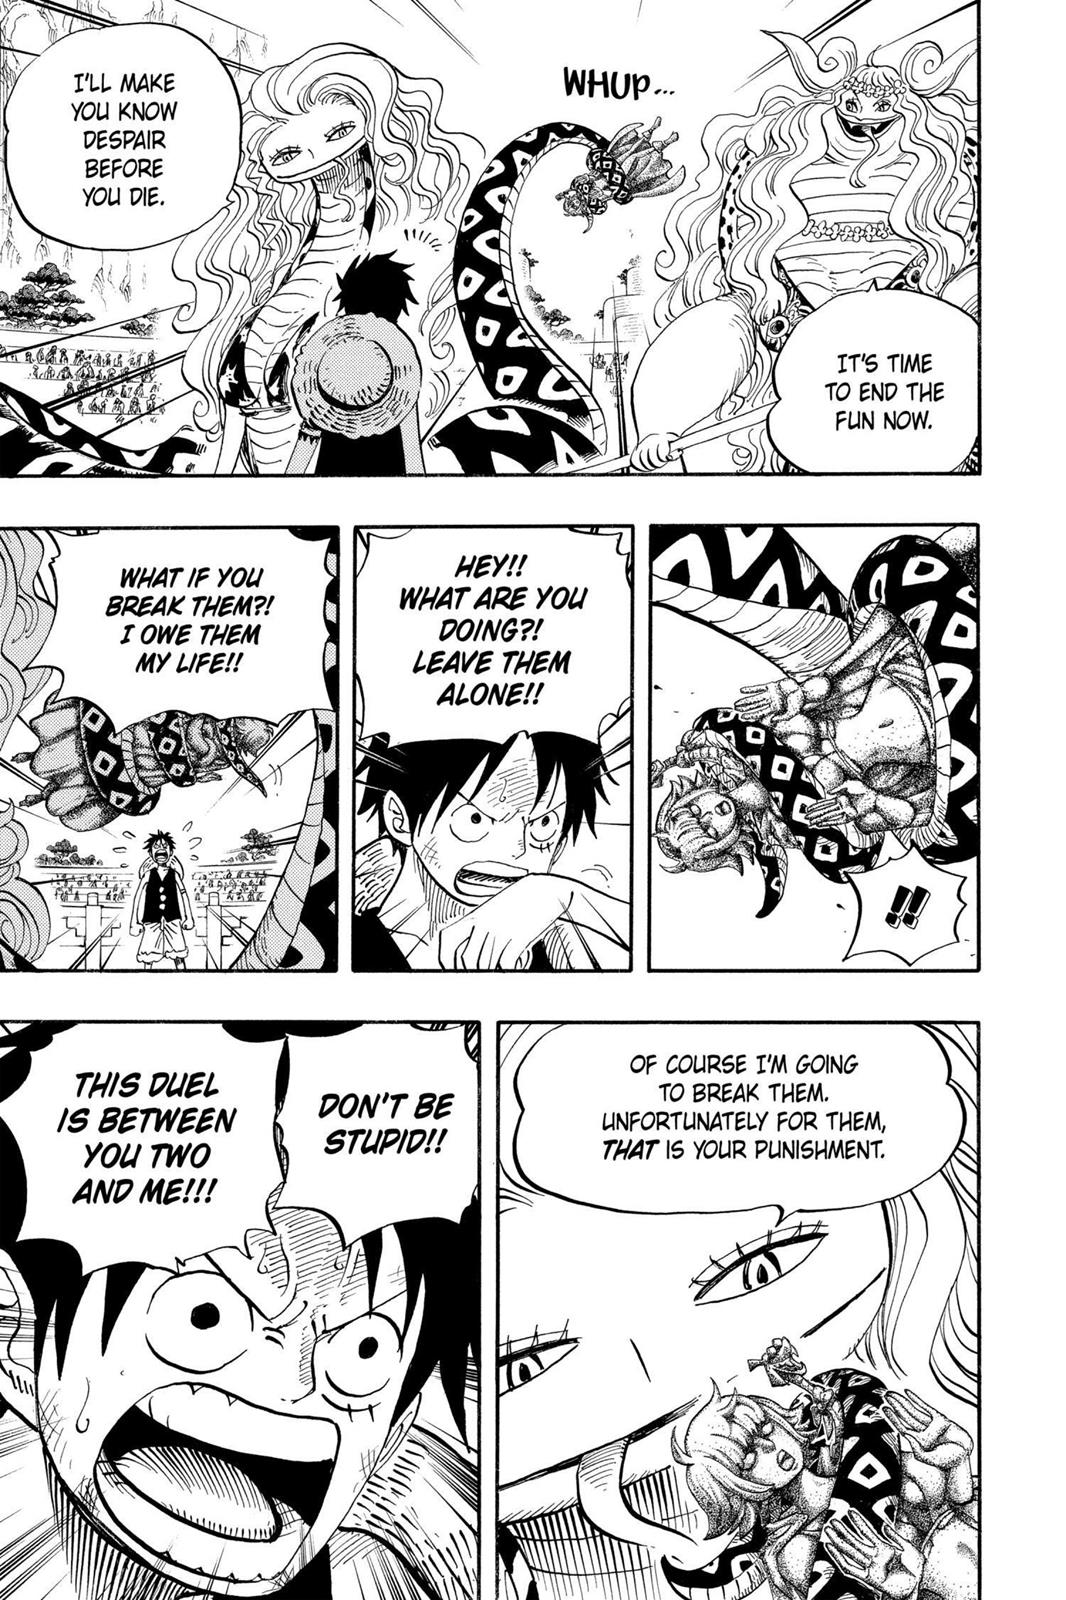 WHUP...
IT'S TIME
TO END THE
FUN NOW.
I'LL MAKE
YOU KNOW
DESPAIR
BEFORE
YOU DIE.
!!
HEY!!
WHAT ARE YOU
DOING?!
LEAVE THEM
ALONE!!
WHAT IF YOU
BREAK THEM?!
I OWE THEM
MY LIFE!!
OF COURSE I'M GOING
TO BREAK THEM.
UNFORTUNATELY FOR THEM,
THAT IS YOUR PUNISHMENT.
DON'T BE
STUPID!!
THIS DUEL
IS BETWEEN
YOU TWO
AND ME!!!